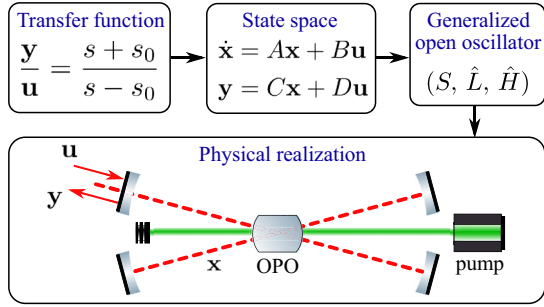 Transfer function
y/u = (s + s₀)/(s − s₀)
State space
ẋ = Ax + Bu
y = Cx + Du
Generalized
open oscillator
(S, L̂, Ĥ)
Physical realization
u
y
x
OPO
pump